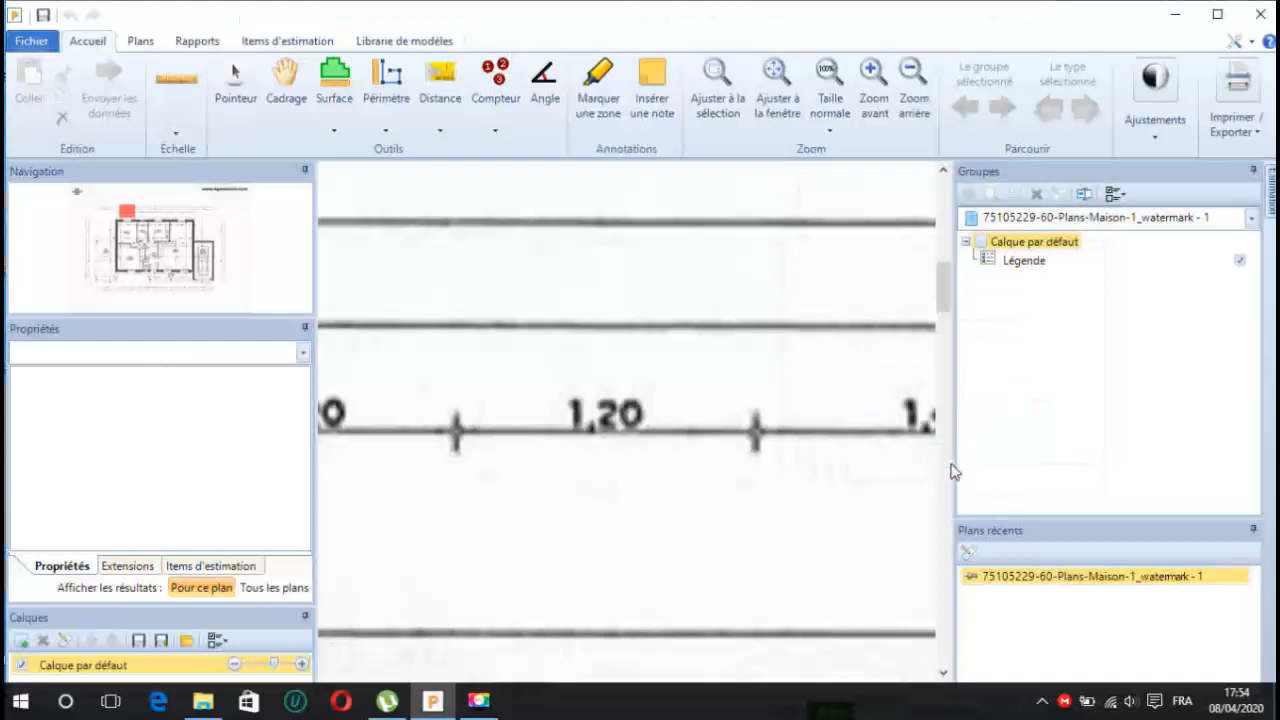 Fichier Accueil Plans Rapports Items d'estimation Librairie de modèles
Coller Envoyer les données
Edition
Échelle
Pointeur Cadrage Surface Périmètre Distance Compteur Angle
Outils
Marquer une zone Insérer une note
Annotations
Ajuster à la sélection Ajuster à la fenêtre 100% Taille normale Zoom avant Zoom arrière
Zoom
Le groupe sélectionné Le type sélectionné
Parcourir
Ajustements
Imprimer / Exporter
Navigation
Propriétés
Propriétés Extensions Items d'estimation
Afficher les résultats : Pour ce plan Tous les plans
Calques
Calque par défaut
1,20
Groupes
75105229-60-Plans-Maison-1_watermark - 1
Calque par défaut
Légende
Estimation
Plans récents
75105229-60-Plans-Maison-1_watermark - 1
FRA
17:54
08/04/2020